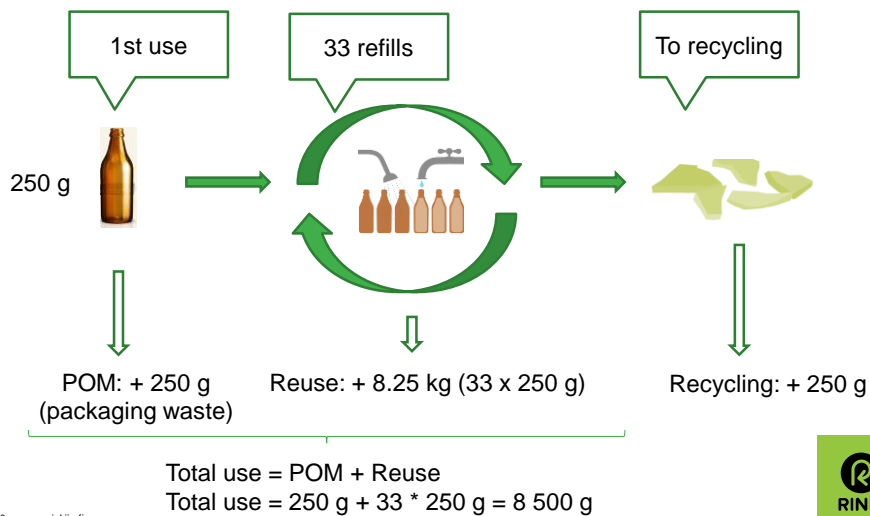 1st use
33 refills
To recycling
250 g
POM: + 250 g
(packaging waste)
Reuse: + 8.25 kg (33 x 250 g)
Recycling: + 250 g
Total use = POM + Reuse
Total use = 250 g + 33 * 250 g = 8 500 g